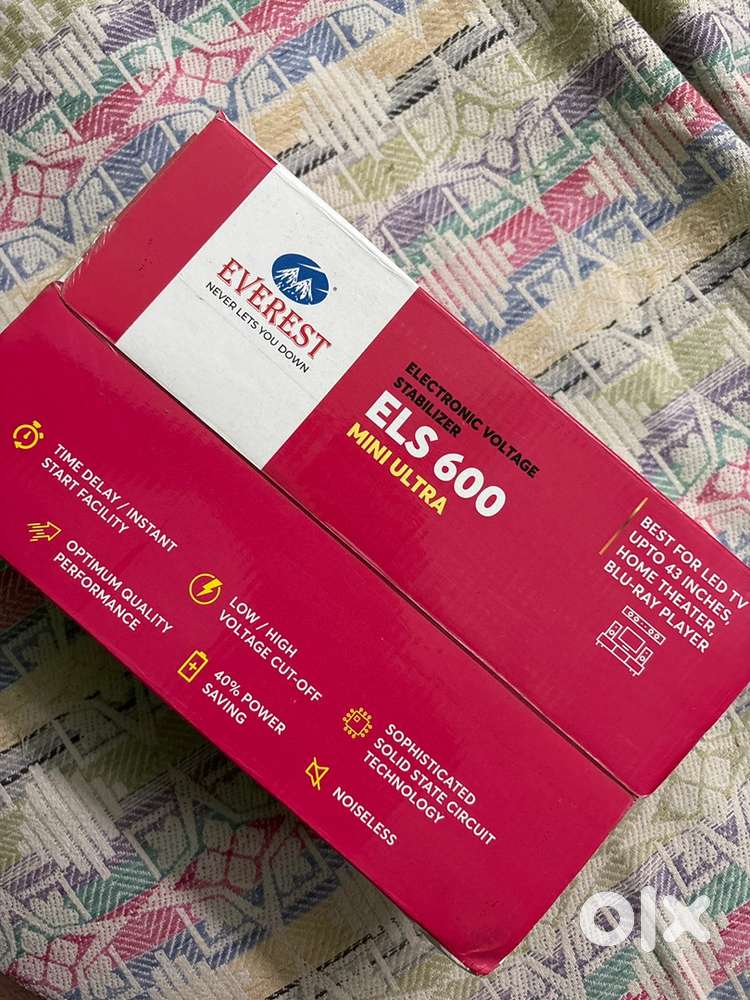 EVEREST
®
NEVER LETS YOU DOWN
ELECTRONIC VOLTAGE
STABILIZER
ELS 600
MINI ULTRA
BEST FOR LED TV
UPTO 43 INCHES,
HOME THEATER,
BLU-RAY PLAYER
TIME DELAY / INSTANT
START FACILITY
OPTIMUM QUALITY
PERFORMANCE
LOW / HIGH
VOLTAGE CUT-OFF
40% POWER
SAVING
SOPHISTICATED
SOLID STATE CIRCUIT
TECHNOLOGY
NOISELESS
olx